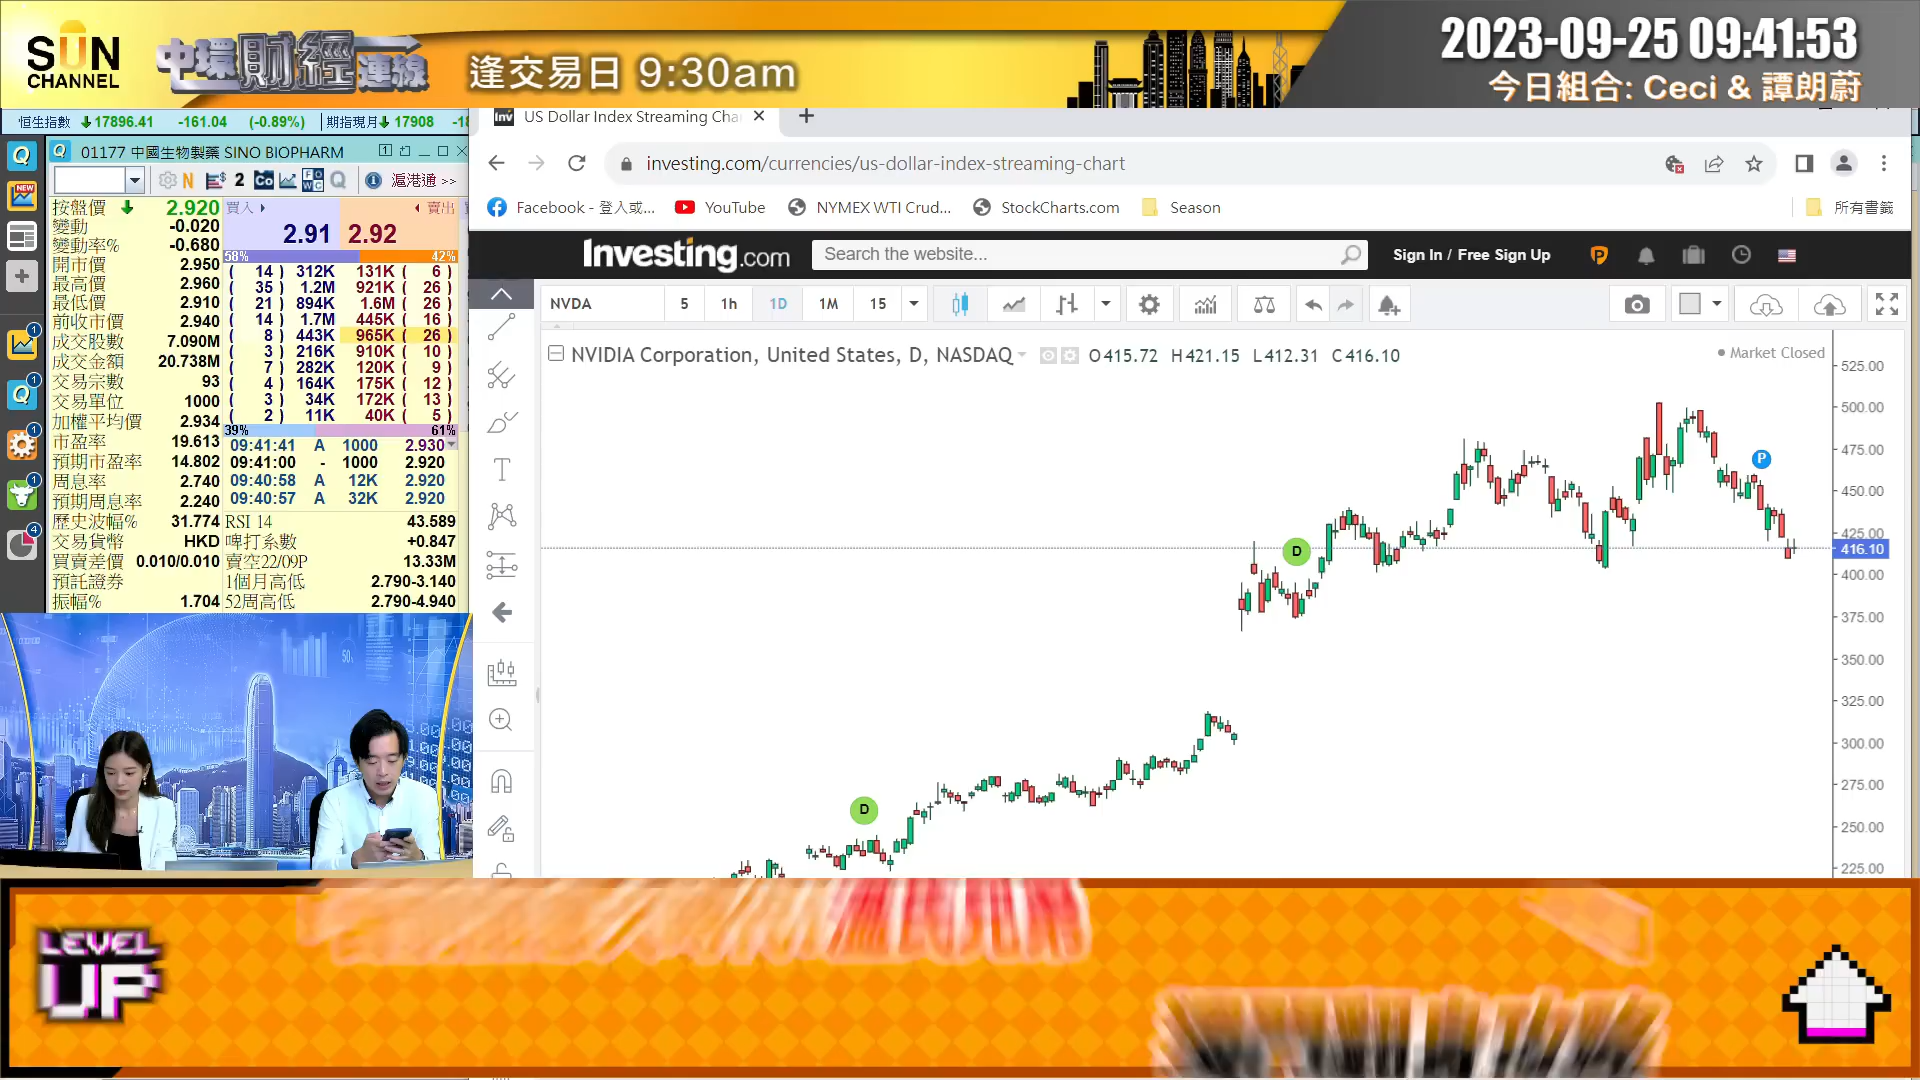 SUN
CHANNEL
中環財經連線
逢交易日 9:30am
2023-09-25 09:41:53
今日組合: Ceci & 譚朗蔚
恒生指數 17896.41 -161.04 (-0.89%) 期指現月 17908
01177 中國生物製藥 SINO BIOPHARM
N 2 Co 滬港通 >>
按盤價 2.920
變動 -0.020
變動率% -0.680
開市價 2.950
最高價 2.960
最低價 2.910
前收市價 2.940
成交股數 7.090M
成交金額 20.738M
交易宗數 93
交易單位 1000
加權平均價 2.934
市盈率 19.613
預期市盈率 14.802
周息率 2.740
預期周息率 2.240
歷史波幅% 31.774
交易貨幣 HKD
買賣差價 0.010/0.010
預託證券
振幅% 1.704
買入 賣出
2.91 2.92
58% 42%
( 14 ) 312K 131K ( 6 )
( 35 ) 1.2M 921K ( 26 )
( 21 ) 894K 1.6M ( 26 )
( 14 ) 1.7M 445K ( 16 )
( 8 ) 443K 965K ( 26 )
( 3 ) 216K 910K ( 10 )
( 7 ) 282K 120K ( 9 )
( 4 ) 164K 175K ( 12 )
( 3 ) 34K 172K ( 13 )
( 2 ) 11K 40K ( 5 )
39% 61%
09:41:41 A 1000 2.930
09:41:00 - 1000 2.920
09:40:58 A 12K 2.920
09:40:57 A 32K 2.920
RSI 14 43.589
啤打系數 +0.847
賣空22/09P 13.33M
1個月高低 2.790-3.140
52周高低 2.790-4.940
Inv US Dollar Index Streaming Cha
investing.com/currencies/us-dollar-index-streaming-chart
Facebook - 登入或... YouTube NYMEX WTI Crud... StockCharts.com Season 所有書籤
Investing.com Search the website... Sign In / Free Sign Up
NVDA 5 1h 1D 1M 15
NVIDIA Corporation, United States, D, NASDAQ O415.72 H421.15 L412.31 C416.10
Market Closed
525.00
500.00
475.00
450.00
425.00
416.10
400.00
375.00
350.00
325.00
300.00
275.00
250.00
225.00
P
D
D
LEVEL
UP